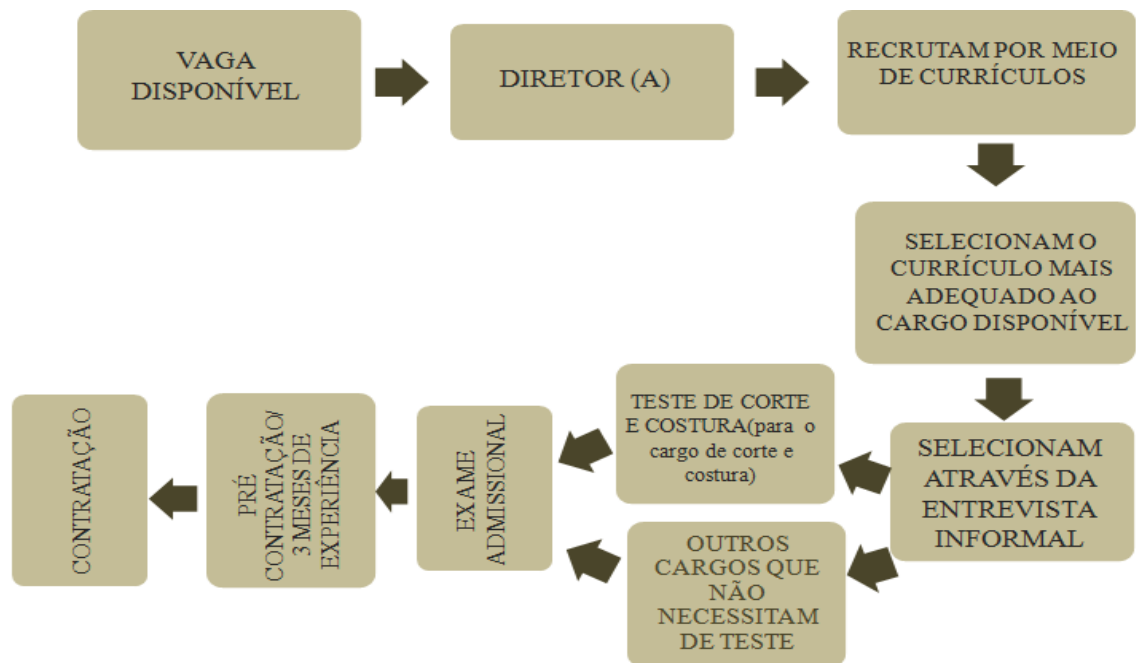 VAGA
DISPONÍVEL
DIRETOR (A)
RECRUTAM POR MEIO
DE CURRÍCULOS
SELECIONAM O
CURRÍCULO MAIS
ADEQUADO AO
CARGO DISPONÍVEL
SELECIONAM
ATRAVÉS DA
ENTREVISTA
INFORMAL
TESTE DE CORTE
E COSTURA(para o
cargo de corte e
costura)
OUTROS
CARGOS QUE
NÃO
NECESSITAM
DE TESTE
EXAME
ADMISSIONAL
PRÉ
CONTRATAÇÃO/
3 MESES DE
EXPERIÊNCIA
CONTRATAÇÃO